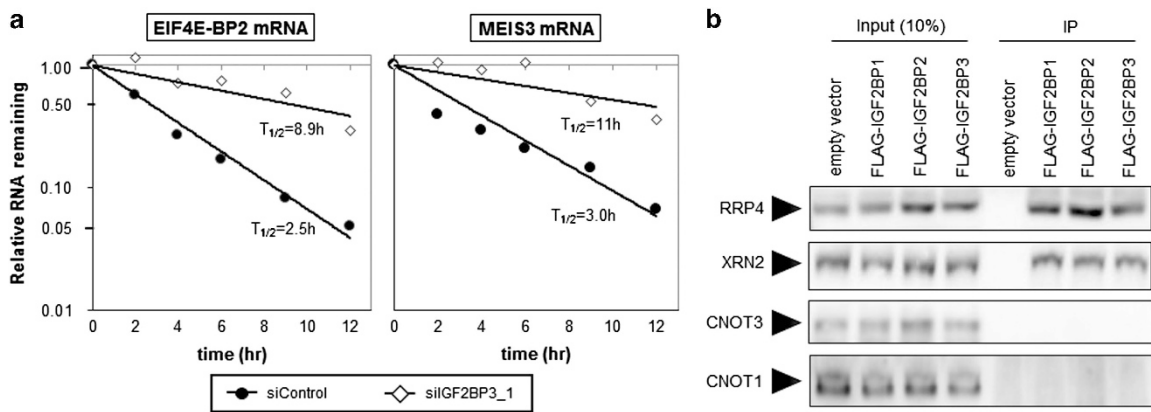 a
EIF4E-BP2 mRNA
MEIS3 mRNA
Relative RNA remaining
1.00
0.50
0.10
0.05
0.01
T1/2=8.9h
T1/2=2.5h
T1/2=11h
T1/2=3.0h
0 2 4 6 8 10 12
0 2 4 6 8 10 12
time (hr)
time (hr)
siControl
siIGF2BP3_1
b
Input (10%)
IP
empty vector
FLAG-IGF2BP1
FLAG-IGF2BP2
FLAG-IGF2BP3
empty vector
FLAG-IGF2BP1
FLAG-IGF2BP2
FLAG-IGF2BP3
RRP4
XRN2
CNOT3
CNOT1